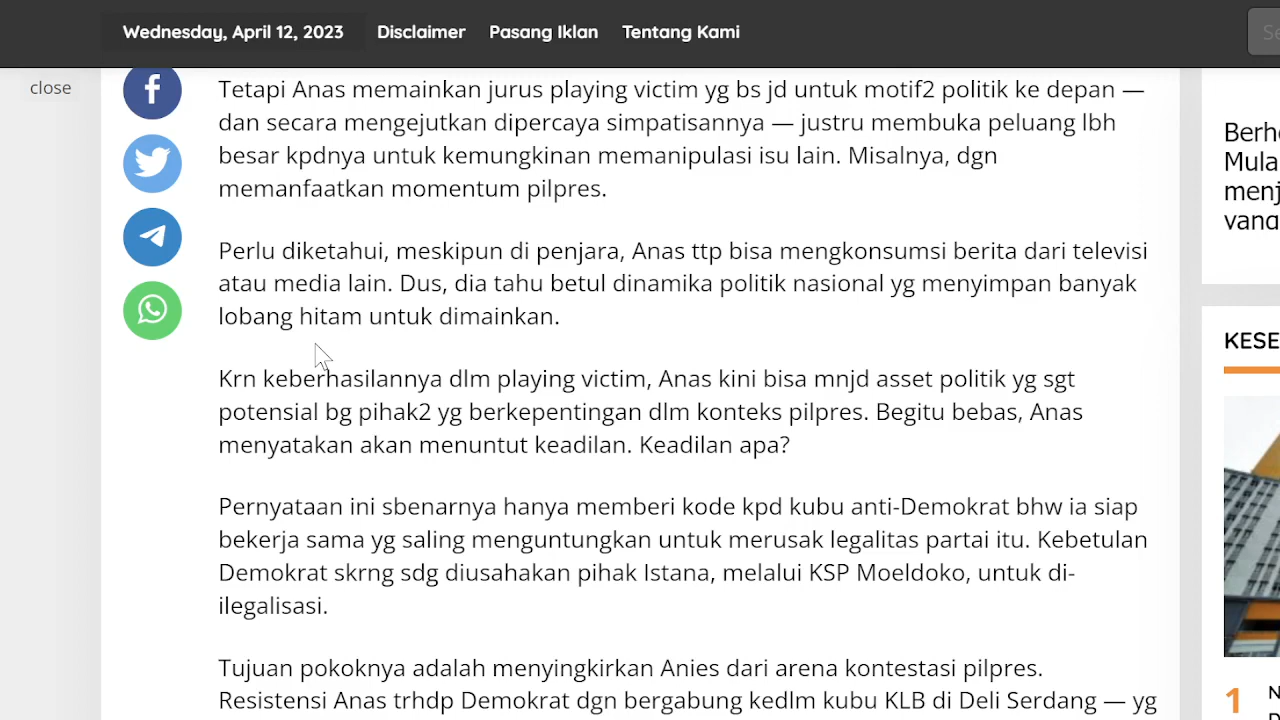 Wednesday, April 12, 2023 Disclaimer Pasang Iklan Tentang Kami
close
Tetapi Anas memainkan jurus playing victim yg bs jd untuk motif2 politik ke depan —
dan secara mengejutkan dipercaya simpatisannya — justru membuka peluang lbh
besar kpdnya untuk kemungkinan memanipulasi isu lain. Misalnya, dgn
memanfaatkan momentum pilpres.
Perlu diketahui, meskipun di penjara, Anas ttp bisa mengkonsumsi berita dari televisi
atau media lain. Dus, dia tahu betul dinamika politik nasional yg menyimpan banyak
lobang hitam untuk dimainkan.
Krn keberhasilannya dlm playing victim, Anas kini bisa mnjd asset politik yg sgt
potensial bg pihak2 yg berkepentingan dlm konteks pilpres. Begitu bebas, Anas
menyatakan akan menuntut keadilan. Keadilan apa?
Pernyataan ini sbenarnya hanya memberi kode kpd kubu anti-Demokrat bhw ia siap
bekerja sama yg saling menguntungkan untuk merusak legalitas partai itu. Kebetulan
Demokrat skrng sdg diusahakan pihak Istana, melalui KSP Moeldoko, untuk di-
ilegalisasi.
Tujuan pokoknya adalah menyingkirkan Anies dari arena kontestasi pilpres.
Resistensi Anas trhdp Demokrat dgn bergabung kedlm kubu KLB di Deli Serdang — yg
1